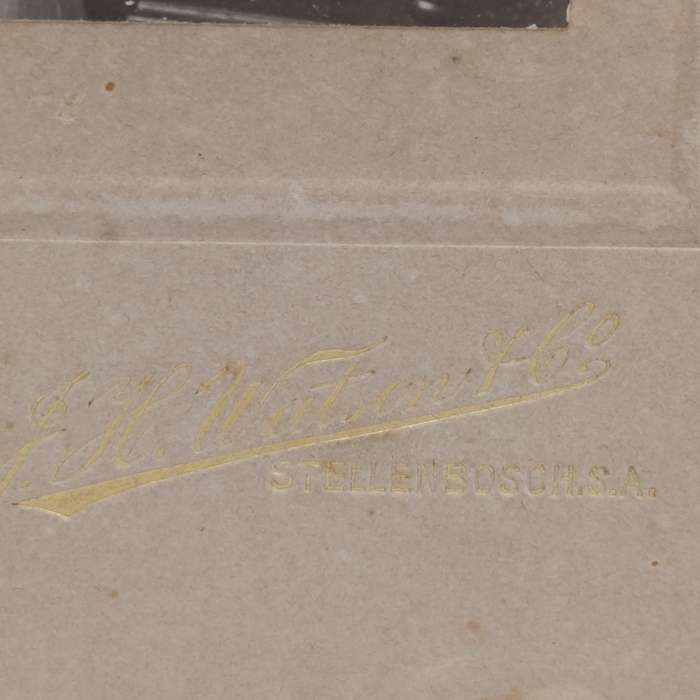 J. H. Watson & Co.
STELLENBOSCH.S.A.